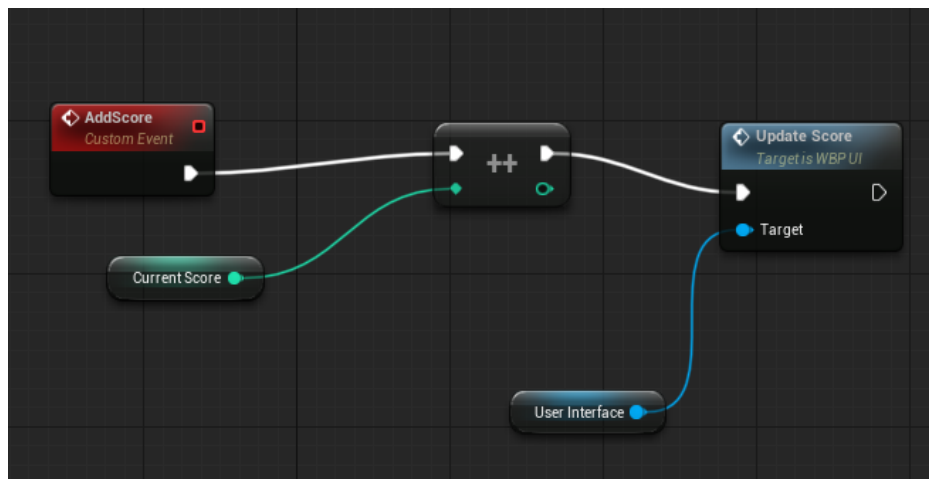 AddScore
Custom Event
++
Update Score
Target is WBP UI
Target
Current Score
User Interface